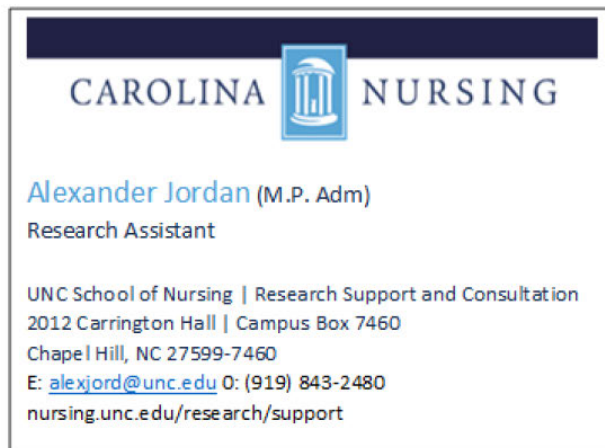 CAROLINA NURSING
Alexander Jordan (M.P. Adm)
Research Assistant
UNC School of Nursing | Research Support and Consultation
2012 Carrington Hall | Campus Box 7460
Chapel Hill, NC 27599-7460
E: alexjord@unc.edu O: (919) 843-2480
nursing.unc.edu/research/support